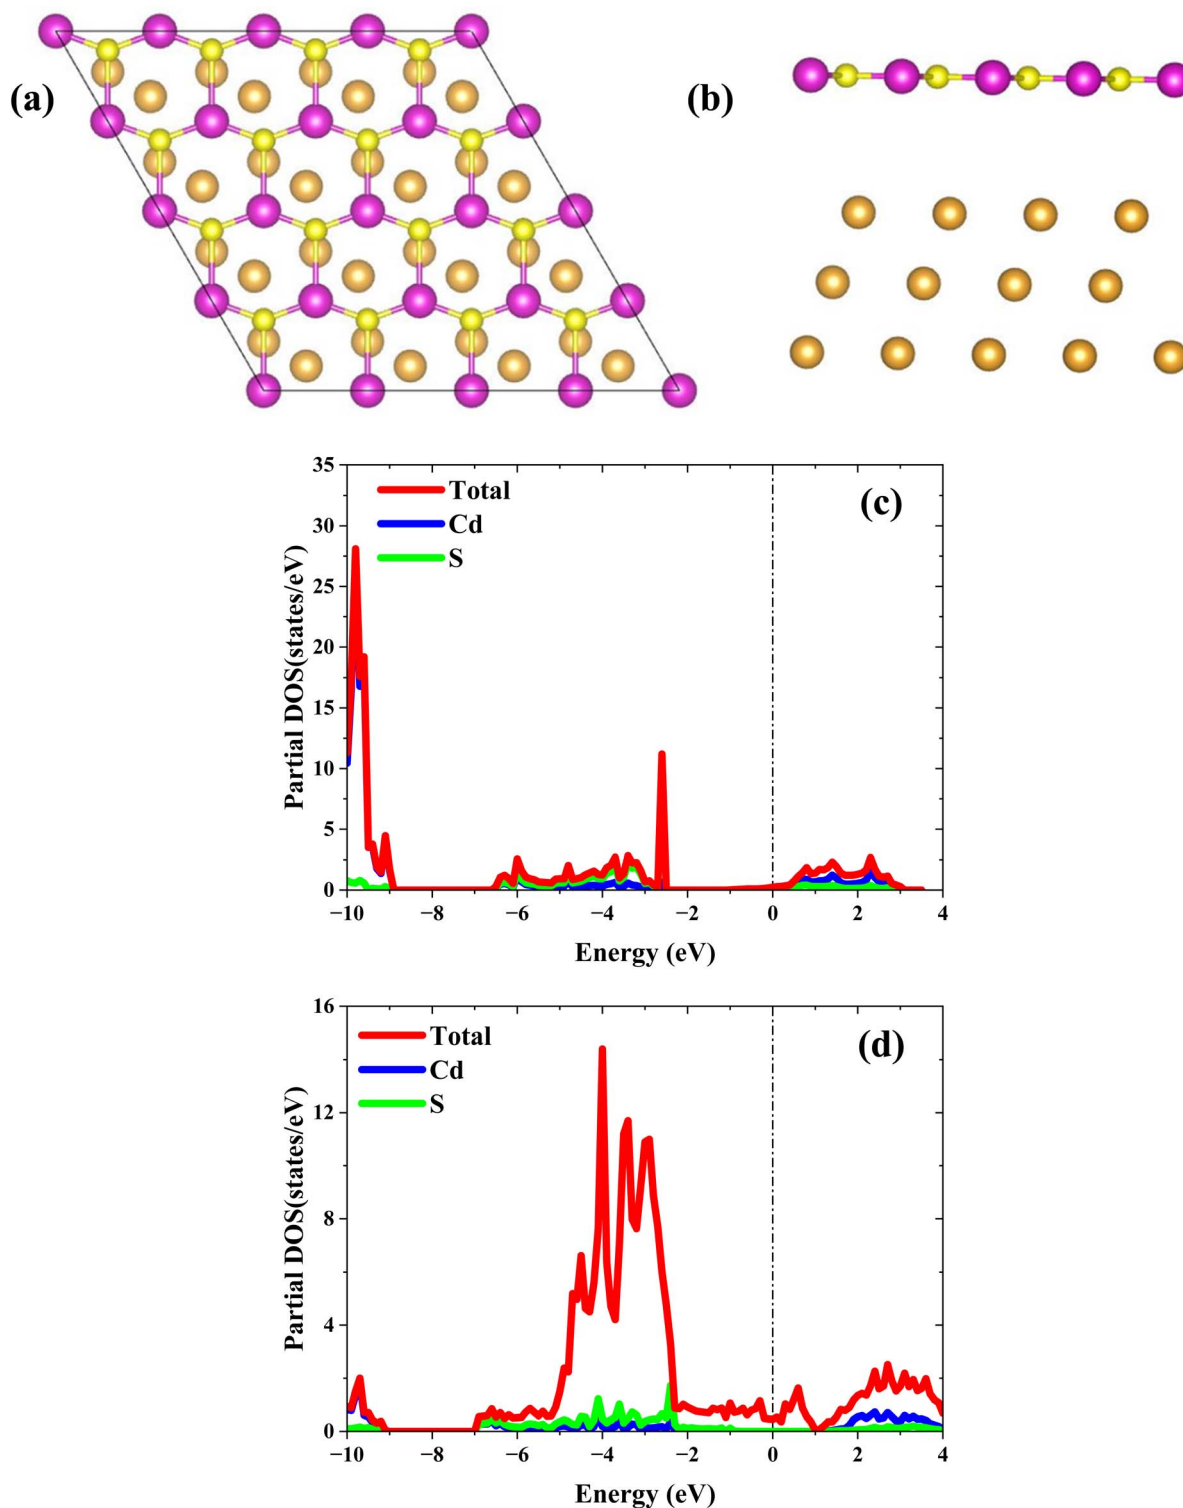 (a)
(b)
35
30
25
20
15
10
5
0
Partial DOS(states/eV)
Total
Cd
S
(c)
−10 −8 −6 −4 −2 0 2 4
Energy (eV)
16
12
8
4
0
Partial DOS(states/eV)
Total
Cd
S
(d)
−10 −8 −6 −4 −2 0 2 4
Energy (eV)